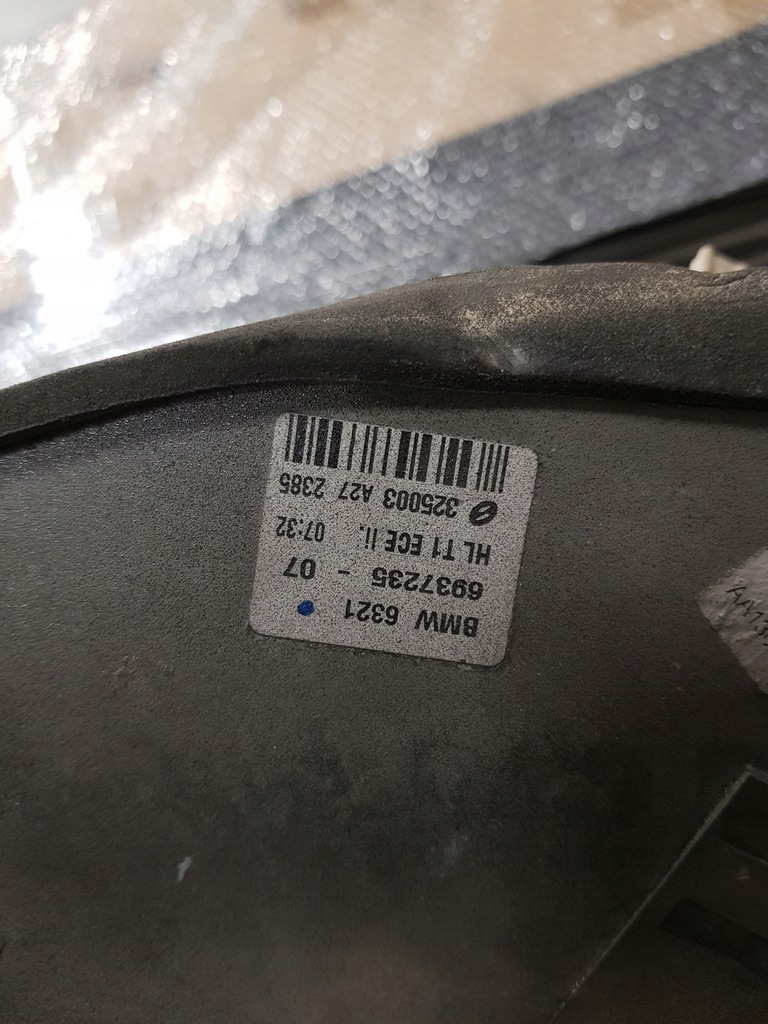 BMW 6321
6937235 - 07
HL T1 ECE li. 07:32
325003 A27 2385